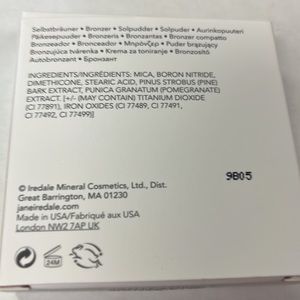 Selbstbräuner • Bronzer • Solpudder • Solpuder • Aurinkopuuteri
Päikesepuuder • Bronzeris • Bronzantas • Bronzer compatto
Bronzeador • Bronceador • Μπρόνζερ • Puder brązujący
Bronzujúca tvárenka • Krema za toniranje • Bronzosító
Autobronzant • Бронзант
INGREDIENTS/INGRÉDIENTS: MICA, BORON NITRIDE,
DIMETHICONE, STEARIC ACID, PINUS STROBUS (PINE)
BARK EXTRACT, PUNICA GRANATUM (POMEGRANATE)
EXTRACT. [+/- (MAY CONTAIN) TITANIUM DIOXIDE
(CI 77891), IRON OXIDES (CI 77489, CI 77491,
CI 77492, CI 77499)]
9B05
© Iredale Mineral Cosmetics, Ltd., Dist.
Great Barrington, MA 01230
janeiredale.com
Made in USA/Fabriqué aux USA
London NW2 7AP UK
24M